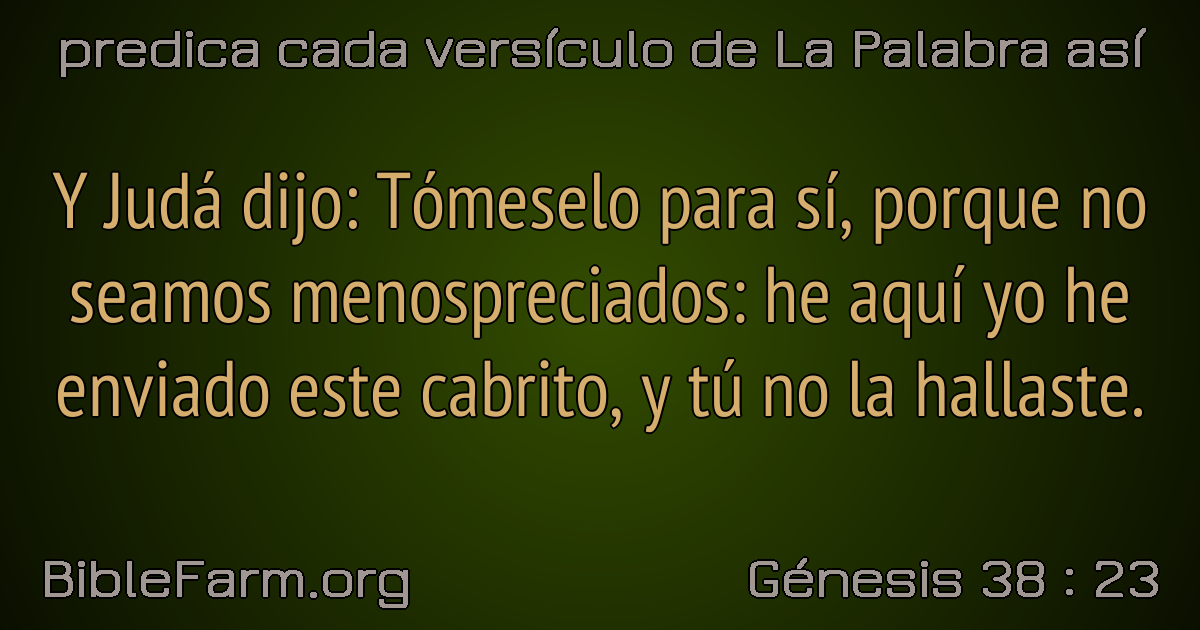 predica cada versículo de La Palabra así
Y Judá dijo: Tómeselo para sí, porque no
seamos menospreciados: he aquí yo he
enviado este cabrito, y tú no la hallaste.
BibleFarm.org
Génesis 38 : 23